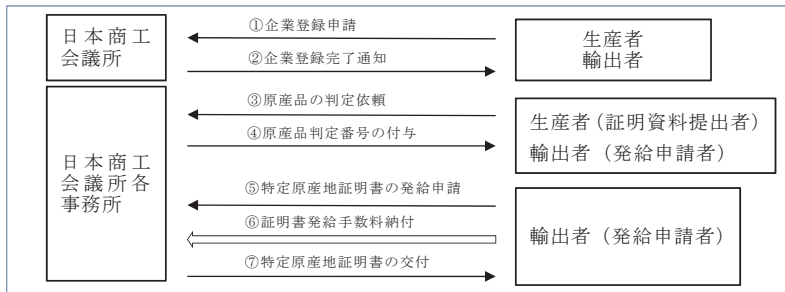 日本商工
会議所
①企業登録申請
②企業登録完了通知
生産者
輸出者
日本商工
会議所各
事務所
③原産品の判定依頼
④原産品判定番号の付与
生産者（証明資料提出者）
輸出者（発給申請者）
⑤特定原産地証明書の発給申請
⑥証明書発給手数料納付
⑦特定原産地証明書の交付
輸出者（発給申請者）